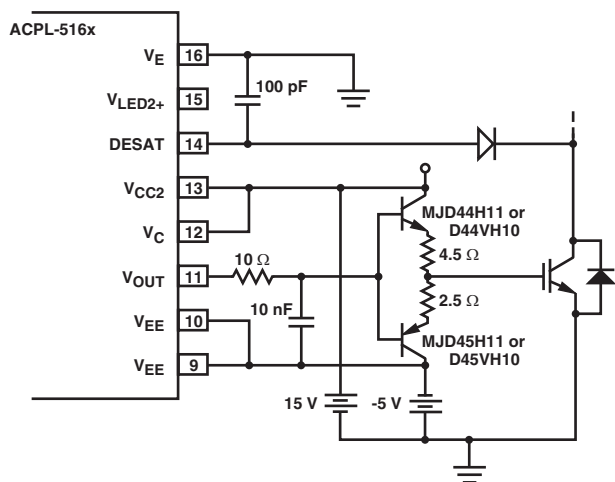 ACPL-516x
VE 16
VLED2+ 15
DESAT 14
VCC2 13
VC 12
VOUT 11
VEE 10
VEE 9
100 pF
10 Ω
10 nF
MJD44H11 or
D44VH10
4.5 Ω
2.5 Ω
MJD45H11 or
D45VH10
15 V
-5 V